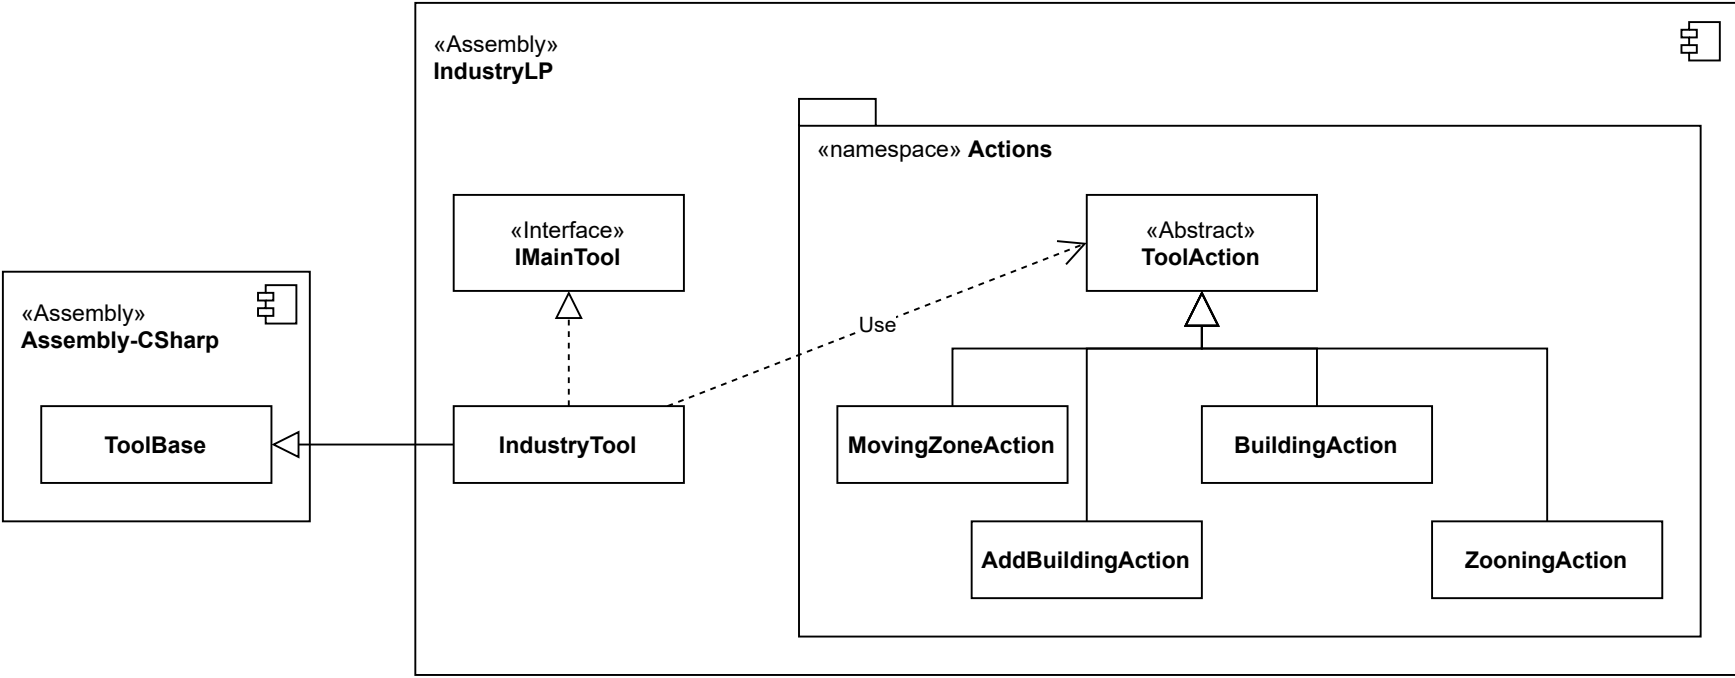 «Assembly»
IndustryLP
«namespace» Actions
«Interface»
IMainTool
«Abstract»
ToolAction
«Assembly»
Assembly-CSharp
Use
ToolBase
IndustryTool
MovingZoneAction
BuildingAction
AddBuildingAction
ZooningAction